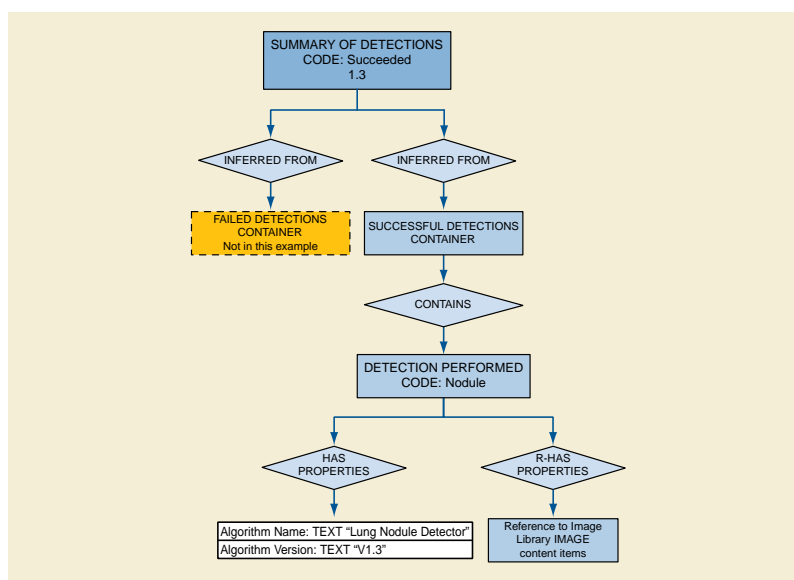 SUMMARY OF DETECTIONS
CODE: Succeeded
1.3
INFERRED FROM
INFERRED FROM
FAILED DETECTIONS
CONTAINER
Not in this example
SUCCESSFUL DETECTIONS
CONTAINER
CONTAINS
DETECTION PERFORMED
CODE: Nodule
HAS
PROPERTIES
R-HAS
PROPERTIES
Algorithm Name: TEXT “Lung Nodule Detector”
Algorithm Version: TEXT “V1.3”
Reference to Image
Library IMAGE
content items